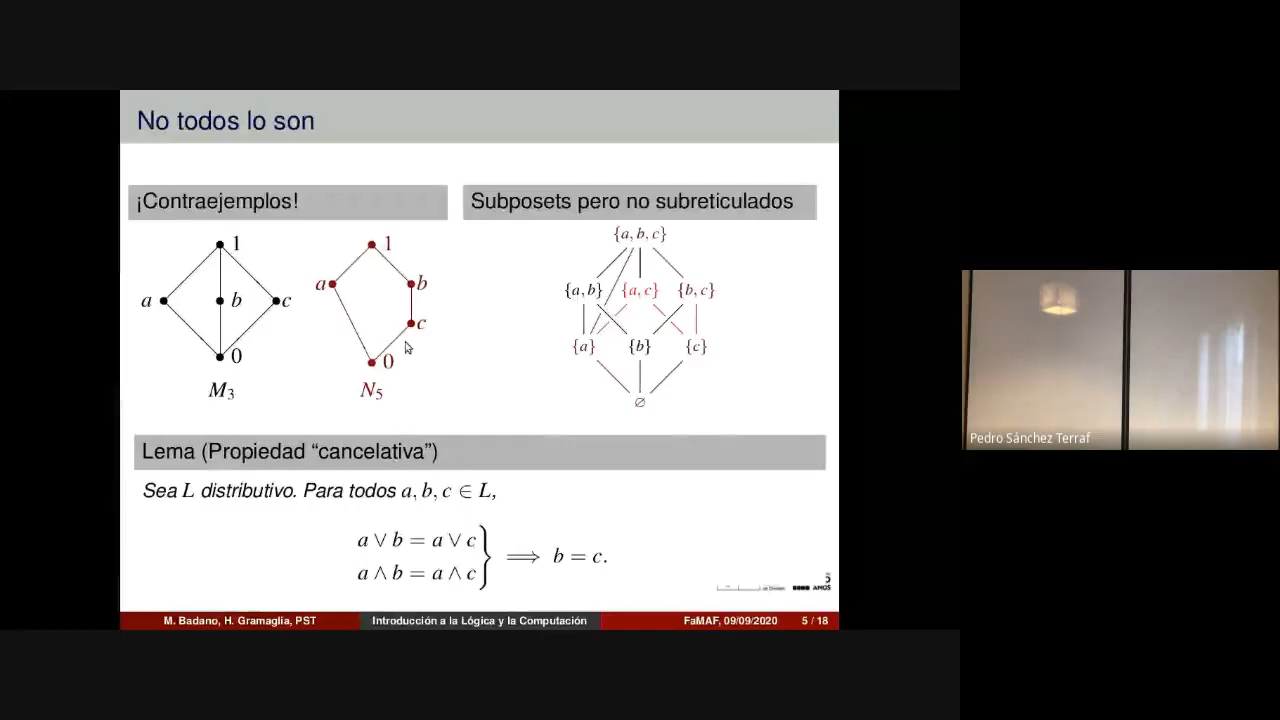 No todos lo son
¡Contraejemplos!
1
a b c
0
M3
1
a b
c
0
N5
Subposets pero no subreticulados
{a, b, c}
{a, b} {a, c} {b, c}
{a} {b} {c}
∅
Lema (Propiedad “cancelativa”)
Sea L distributivo. Para todos a, b, c ∈ L,
a ∨ b = a ∨ c
a ∧ b = a ∧ c
⟹ b = c.
AÑOS
M. Badano, H. Gramaglia, PST Introducción a la Lógica y la Computación FaMAF, 09/09/2020 5 / 18
Pedro Sánchez Terraf